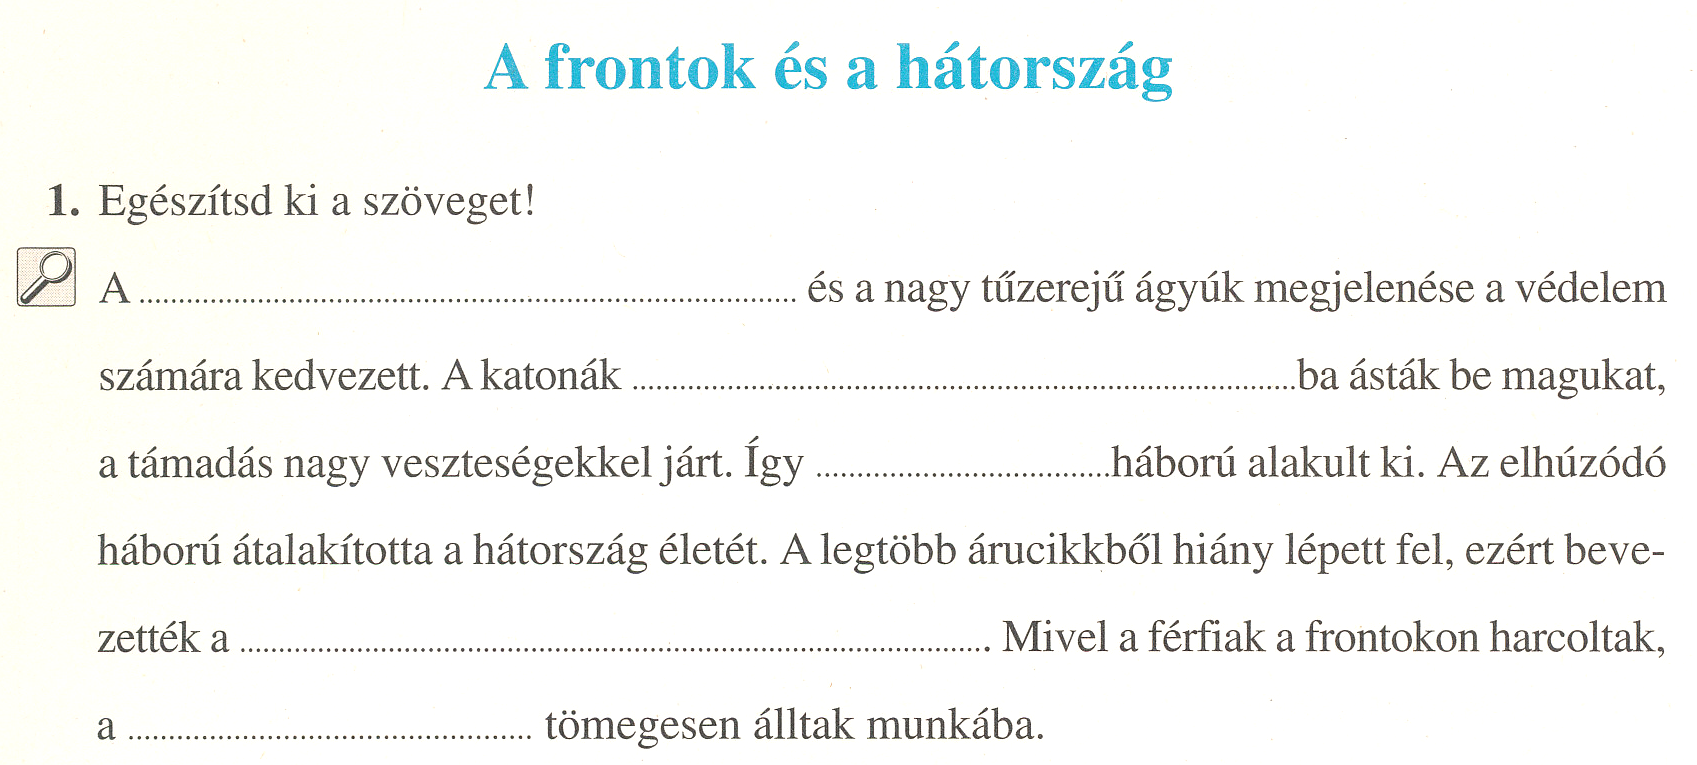 A frontok és a hátország
1. Egészítsd ki a szöveget!
A ........................................ és a nagy tűzerejű ágyúk megjelenése a védelem
számára kedvezett. A katonák ........................................ba ásták be magukat,
a támadás nagy veszteségekkel járt. Így ....................háború alakult ki. Az elhúzódó
háború átalakította a hátország életét. A legtöbb árucikkből hiány lépett fel, ezért beve-
zették a ............................................. Mivel a férfiak a frontokon harcoltak,
a ......................... tömegesen álltak munkába.